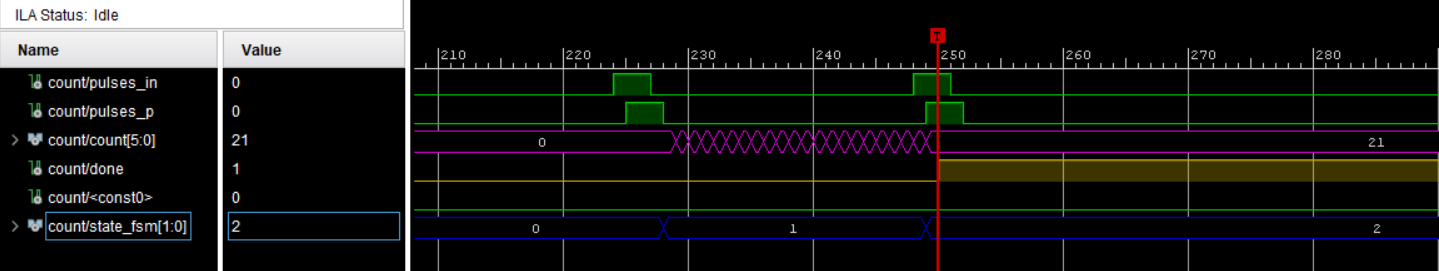 ILA Status: Idle
Name Value
210 220 230 240 250 260 270 280
T
count/pulses_in 0
count/pulses_p 0
count/count[5:0] 21 0 21
count/done 1
count/<const0> 0
count/state_fsm[1:0] 2 0 1 2